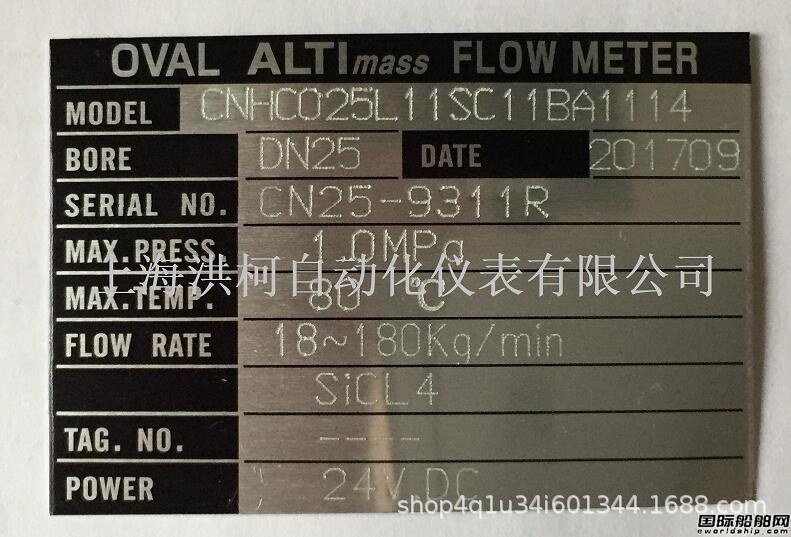 OVAL ALTImass FLOW METER
MODEL CNHC025L11SC11BA1114
BORE DN25 DATE 201709
SERIAL NO. CN25-9311R
MAX.PRESS. 1.0MPa
上海洪柯自动化仪表有限公司
MAX.TEMP. 80 °C
FLOW RATE 18~180Kg/min
SiCL4
TAG. NO. ----
POWER 24V.DC
shop4q1u34i601344.1688.com
国际船舶网
eWorldShip.com